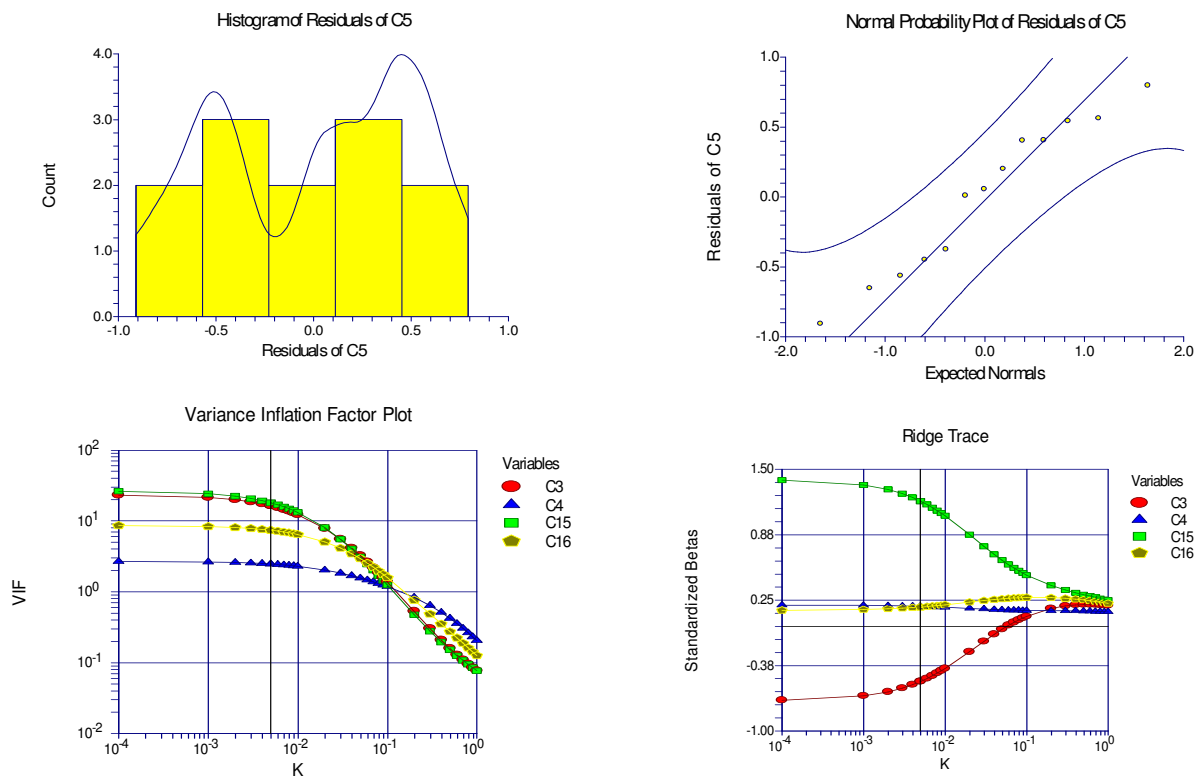 Histogram of Residuals of C5
4.0
3.0
2.0
1.0
0.0
Count
-1.0
-0.5
0.0
0.5
1.0
Residuals of C5
Normal Probability Plot of Residuals of C5
1.0
0.5
0.0
-0.5
-1.0
Residuals of C5
-2.0
-1.0
0.0
1.0
2.0
Expected Normals
Variance Inflation Factor Plot
10^2
10^1
10^0
10^-1
10^-2
VIF
10^-4
10^-3
10^-2
10^-1
10^0
K
Variables
C3
C4
C15
C16
Ridge Trace
1.50
0.88
0.25
-0.38
-1.00
Standardized Betas
10^-4
10^-3
10^-2
10^-1
10^0
K
Variables
C3
C4
C15
C16